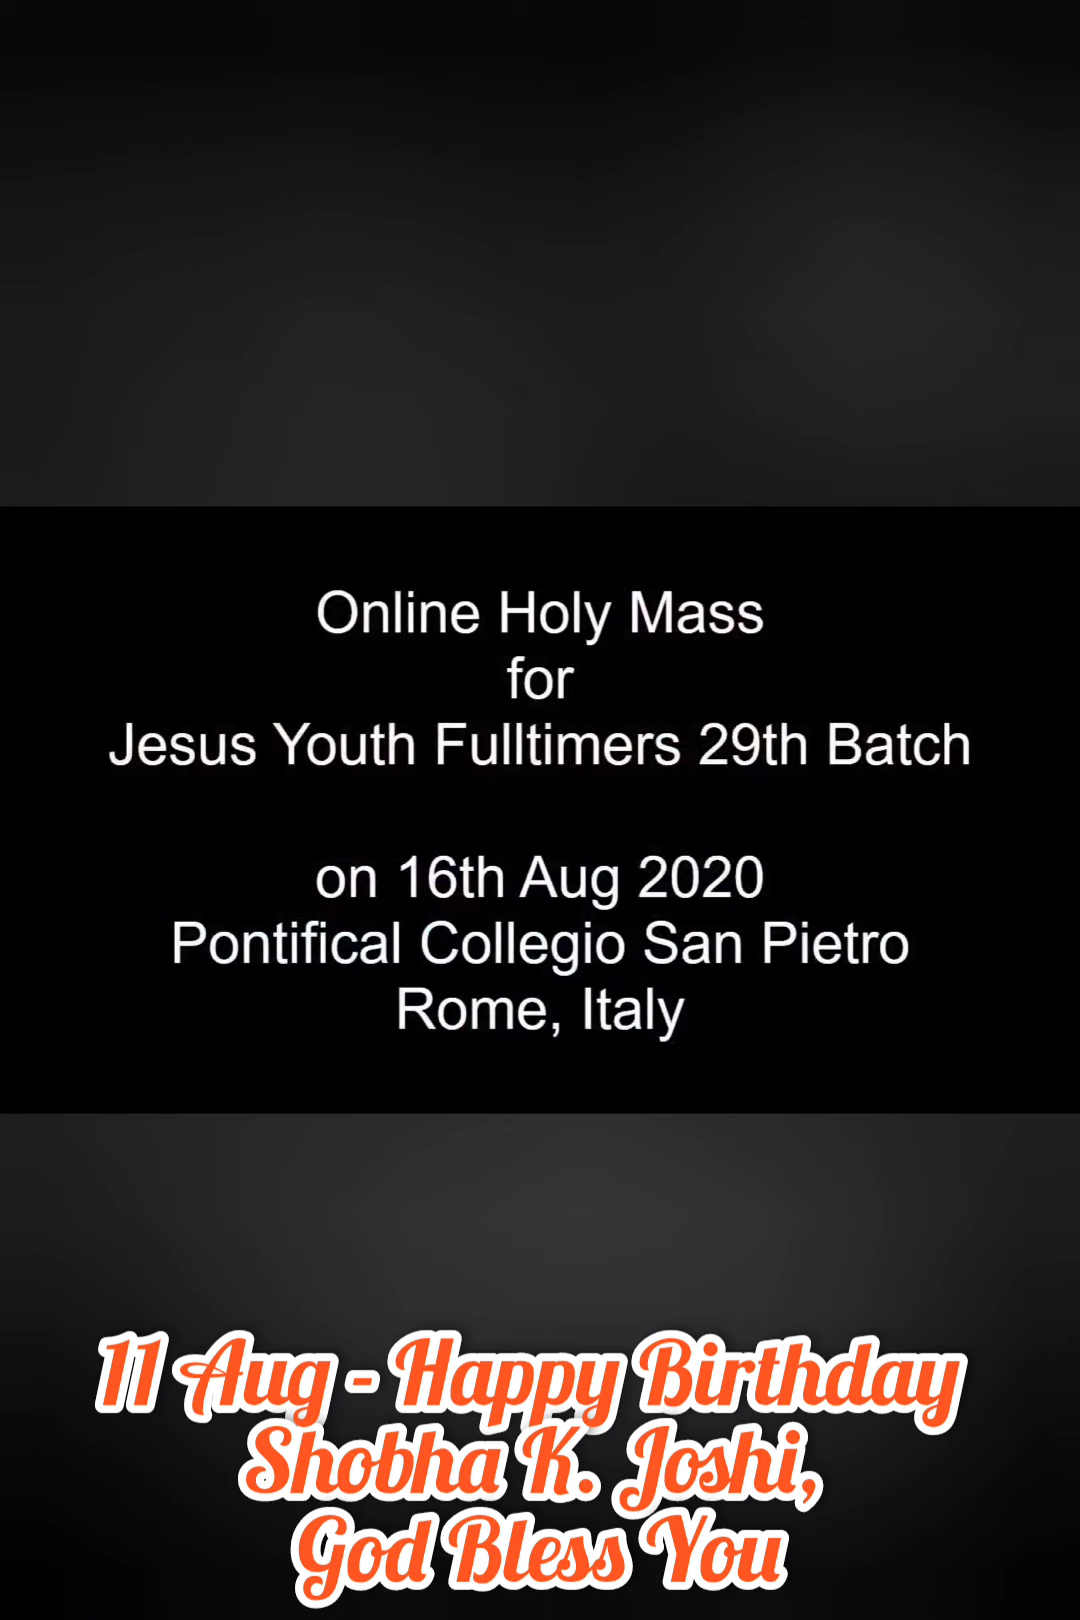 Online Holy Mass
for
Jesus Youth Fulltimers 29th Batch
on 16th Aug 2020
Pontifical Collegio San Pietro
Rome, Italy
11 Aug - Happy Birthday
Shobha K. Joshi,
God Bless You